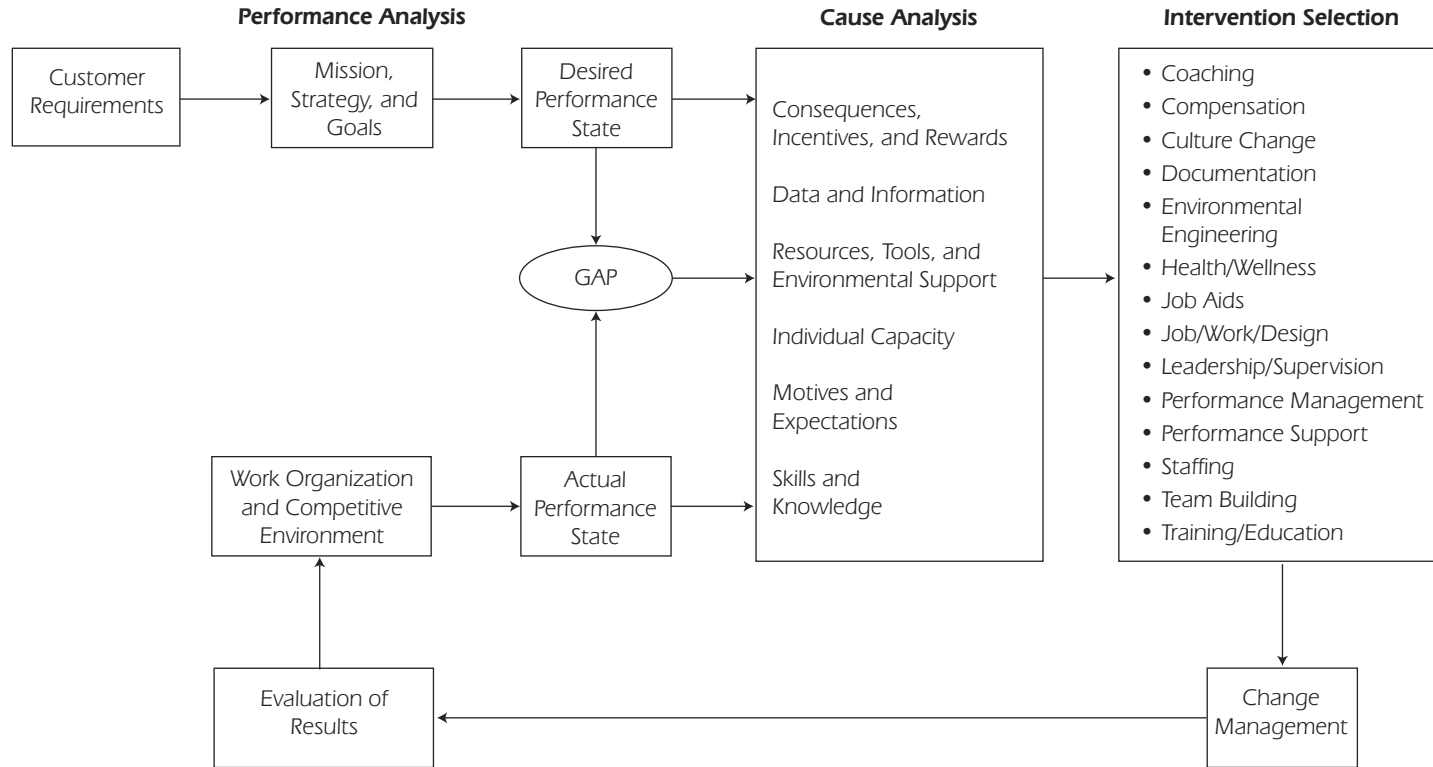 Performance Analysis
Customer
Requirements
Mission,
Strategy, and
Goals
Desired
Performance
State
GAP
Work Organization
and Competitive
Environment
Actual
Performance
State
Cause Analysis
Consequences,
Incentives, and Rewards
Data and Information
Resources, Tools, and
Environmental Support
Individual Capacity
Motives and
Expectations
Skills and
Knowledge
Intervention Selection
• Coaching
• Compensation
• Culture Change
• Documentation
• Environmental
Engineering
• Health/Wellness
• Job Aids
• Job/Work/Design
• Leadership/Supervision
• Performance Management
• Performance Support
• Staffing
• Team Building
• Training/Education
Change
Management
Evaluation of
Results